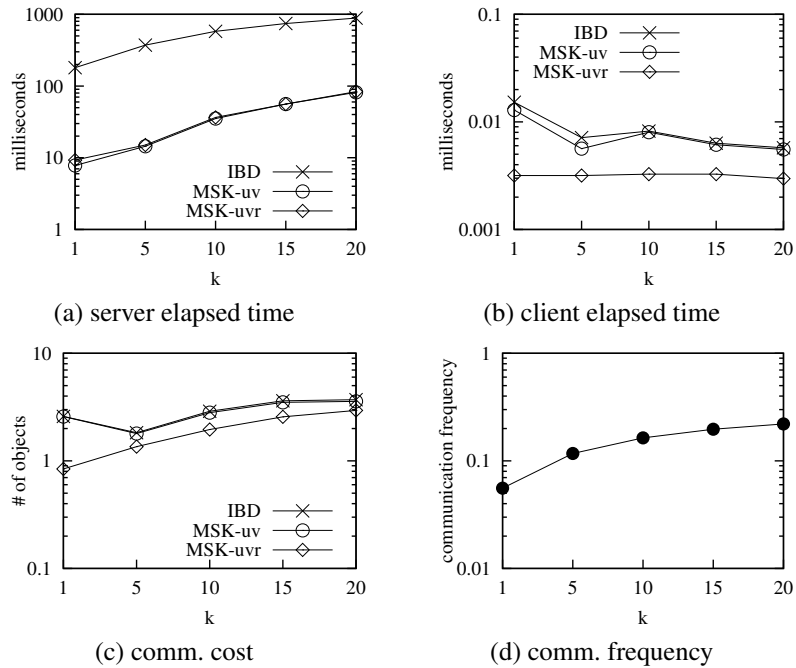 1000
100
10
1
milliseconds
IBD
MSK-uv
MSK-uvr
1 5 10 15 20
k
(a) server elapsed time
0.1
0.01
0.001
milliseconds
IBD
MSK-uv
MSK-uvr
1 5 10 15 20
k
(b) client elapsed time
10
1
0.1
# of objects
IBD
MSK-uv
MSK-uvr
1 5 10 15 20
k
(c) comm. cost
1
0.1
0.01
communication frequency
1 5 10 15 20
k
(d) comm. frequency